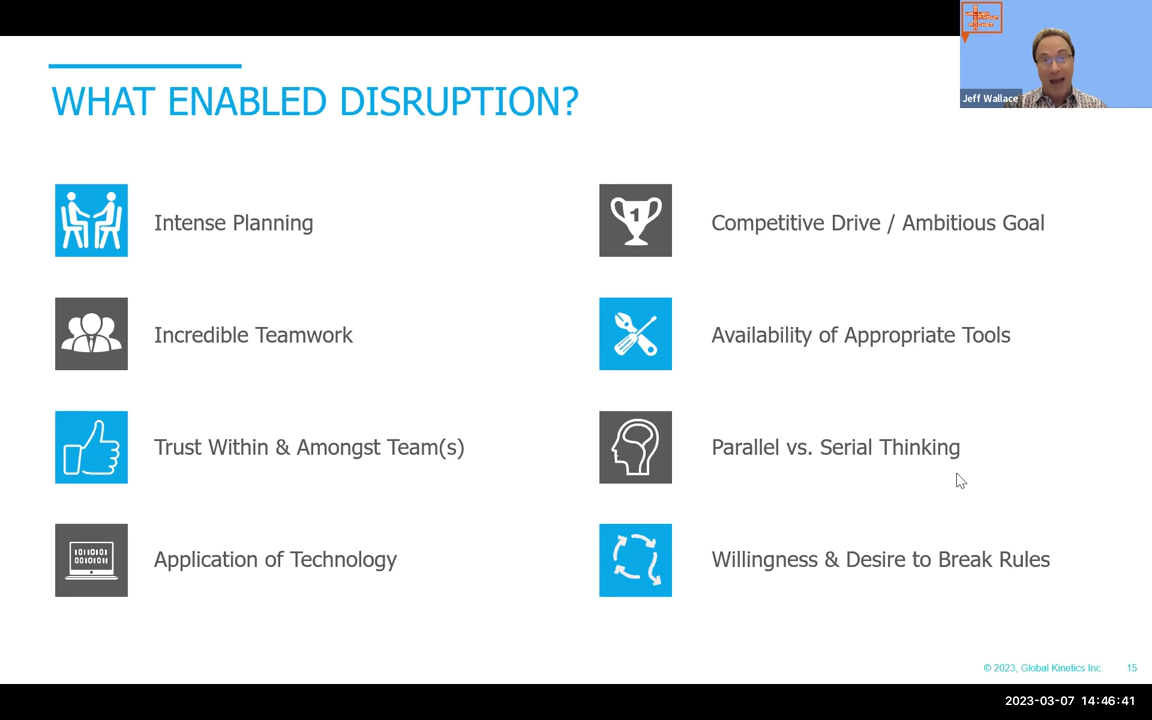 WHAT ENABLED DISRUPTION?
Jeff Wallace
Intense Planning
1
Competitive Drive / Ambitious Goal
Incredible Teamwork
Availability of Appropriate Tools
Trust Within & Amongst Team(s)
Parallel vs. Serial Thinking
Application of Technology
Willingness & Desire to Break Rules
© 2023, Global Kinetics Inc.
15
2023-03-07 14:46:41